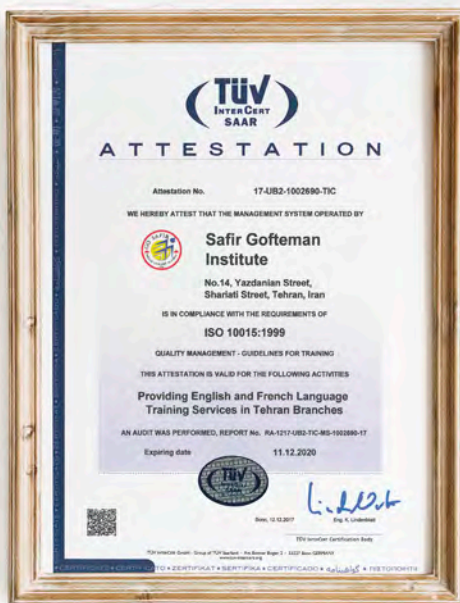 TÜV
INTERCERT
SAAR
ATTESTATION
Attestation No. 17-UB2-1002690-TIC
WE HEREBY ATTEST THAT THE MANAGEMENT SYSTEM OPERATED BY
Safir Gofteman
Institute
No.14, Yazdanian Street,
Shariati Street, Tehran, Iran
IS IN COMPLIANCE WITH THE REQUIREMENTS OF
ISO 10015:1999
QUALITY MANAGEMENT - GUIDELINES FOR TRAINING
THIS ATTESTATION IS VALID FOR THE FOLLOWING ACTIVITIES
Providing English and French Language
Training Services in Tehran Branches
AN AUDIT WAS PERFORMED, REPORT No. RA-1217-UB2-TIC-MS-1002690-17
Expiring date 11.12.2020
TÜV
SAAR
Bonn, 12.12.2017 Eng. K. Lindenblatt
TÜV InterCert Certification Body
ZERTIFIKAT • SERTIFIKA • CERTIFICADO